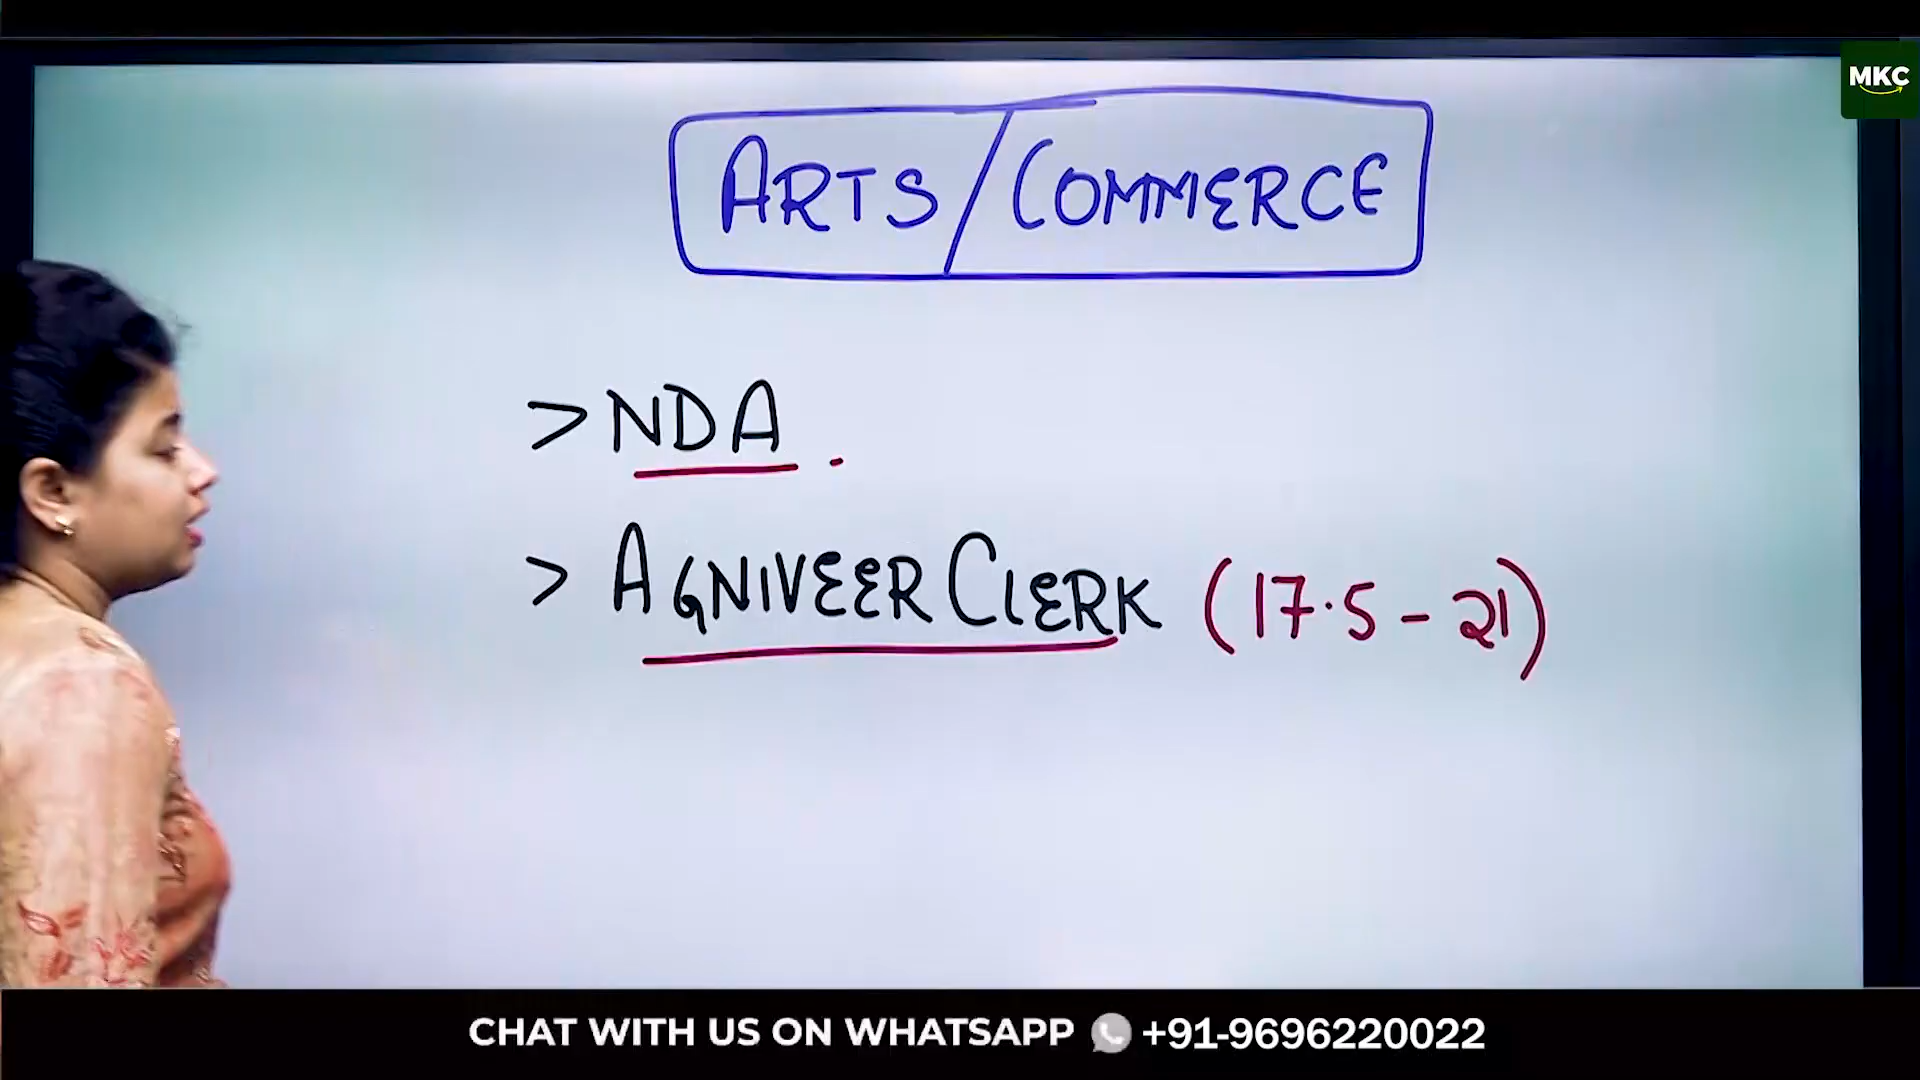 MKC
ARTS/COMMERCE
> NDA
> AGNIVEER CLERK (17.5 - 21)
CHAT WITH US ON WHATSAPP +91-9696220022